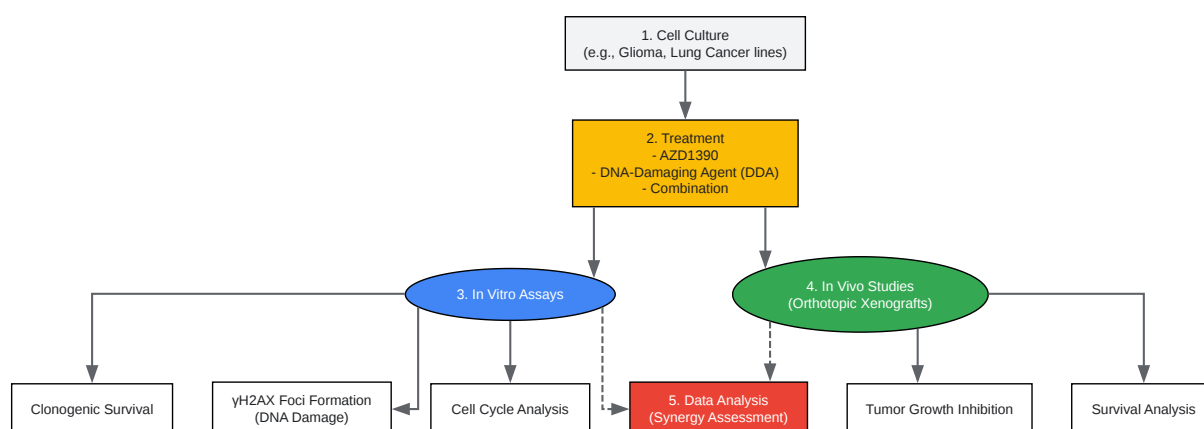 1. Cell Culture
(e.g., Glioma, Lung Cancer lines)
2. Treatment
- AZD1390
- DNA-Damaging Agent (DDA)
- Combination
3. In Vitro Assays
4. In Vivo Studies
(Orthotopic Xenografts)
Clonogenic Survival
γH2AX Foci Formation
(DNA Damage)
Cell Cycle Analysis
5. Data Analysis
(Synergy Assessment)
Tumor Growth Inhibition
Survival Analysis